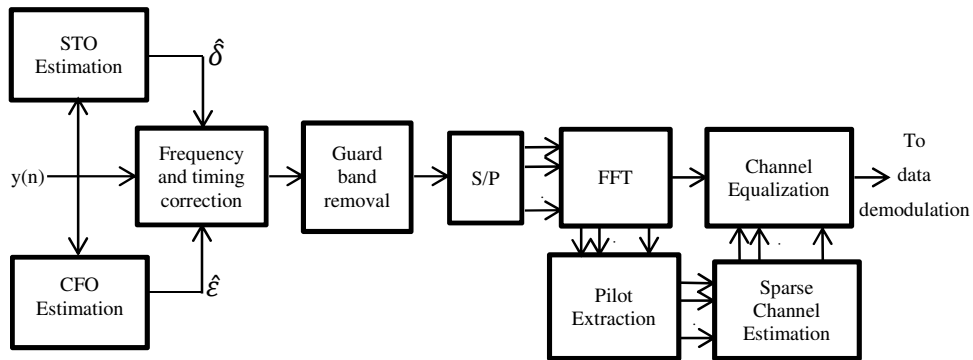 STO
Estimation
δ̂
y(n)
Frequency
and timing
correction
Guard
band
removal
S/P
FFT
Channel
Equalization
To
data
demodulation
CFO
Estimation
ε̂
Pilot
Extraction
Sparse
Channel
Estimation